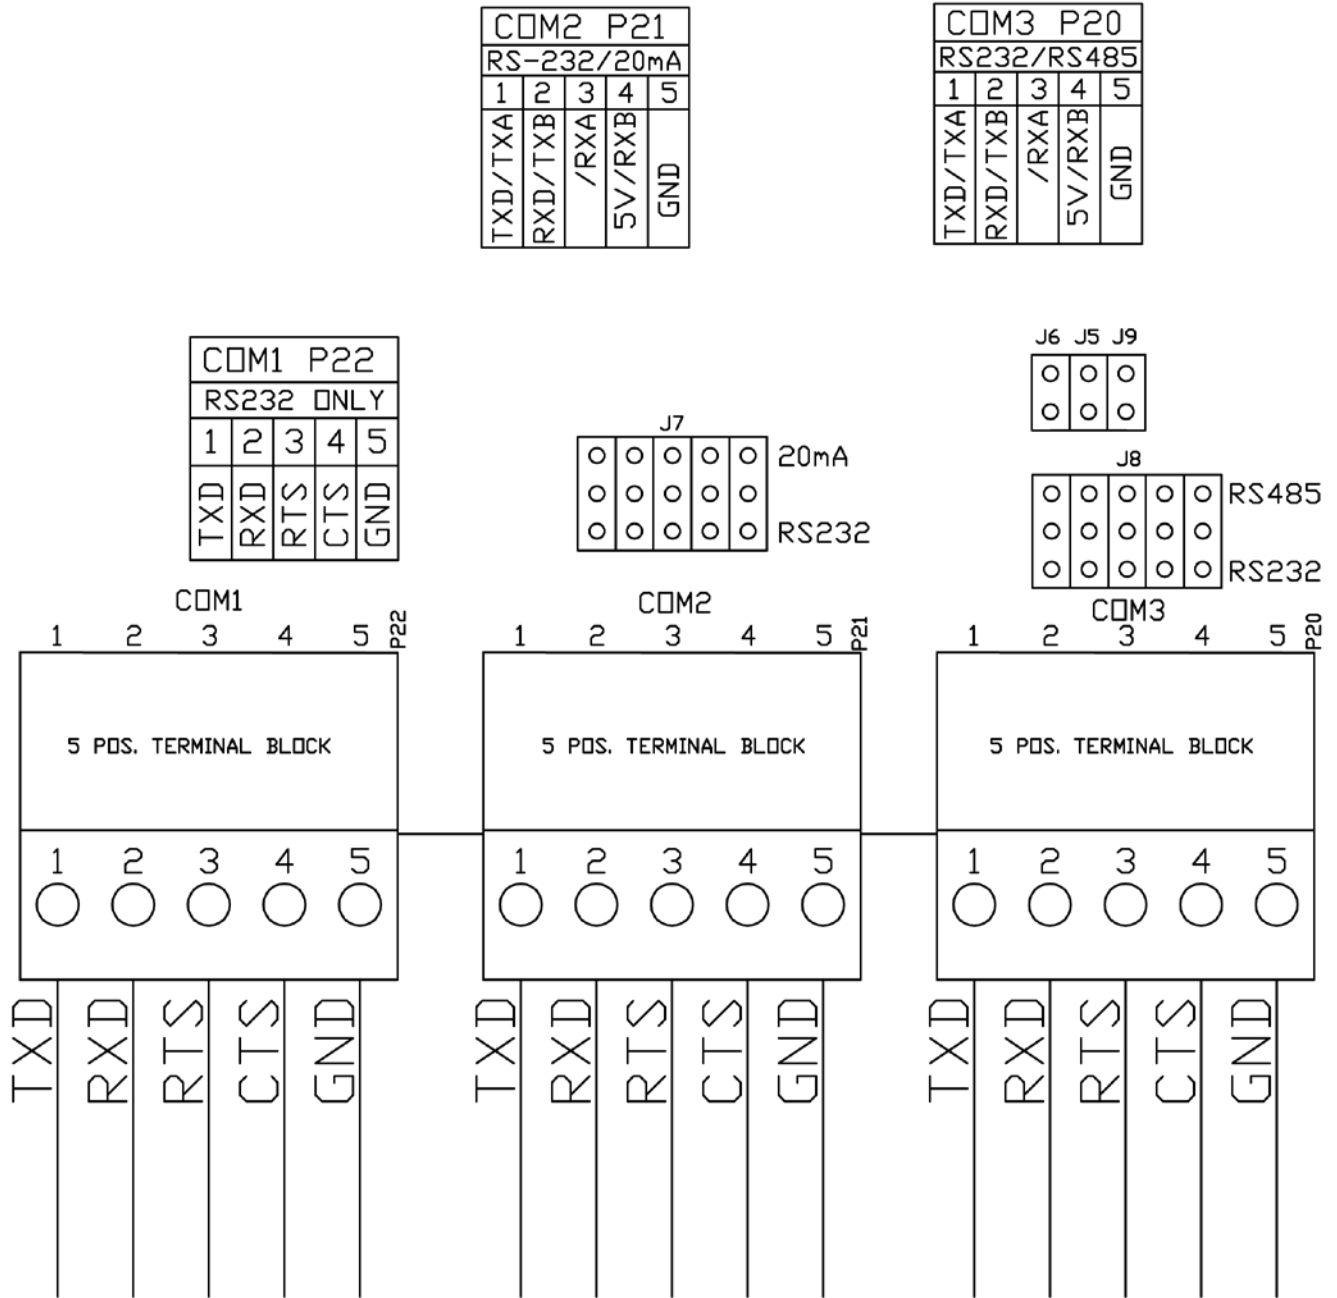 COM2 P21
RS-232/20mA
1 2 3 4 5
TXD/TXA RXD/TXB /RXA 5V/RXB GND
COM3 P20
RS232/RS485
1 2 3 4 5
TXD/TXA RXD/TXB /RXA 5V/RXB GND
COM1 P22
RS232 ONLY
1 2 3 4 5
TXD RXD RTS CTS GND
J7
20mA
RS232
J6 J5 J9
J8
RS485
RS232
COM1
1 2 3 4 5 P22
5 POS. TERMINAL BLOCK
1 2 3 4 5
TXD RXD RTS CTS GND
COM2
1 2 3 4 5 P21
5 POS. TERMINAL BLOCK
1 2 3 4 5
TXD RXD RTS CTS GND
COM3
1 2 3 4 5 P20
5 POS. TERMINAL BLOCK
1 2 3 4 5
TXD RXD RTS CTS GND